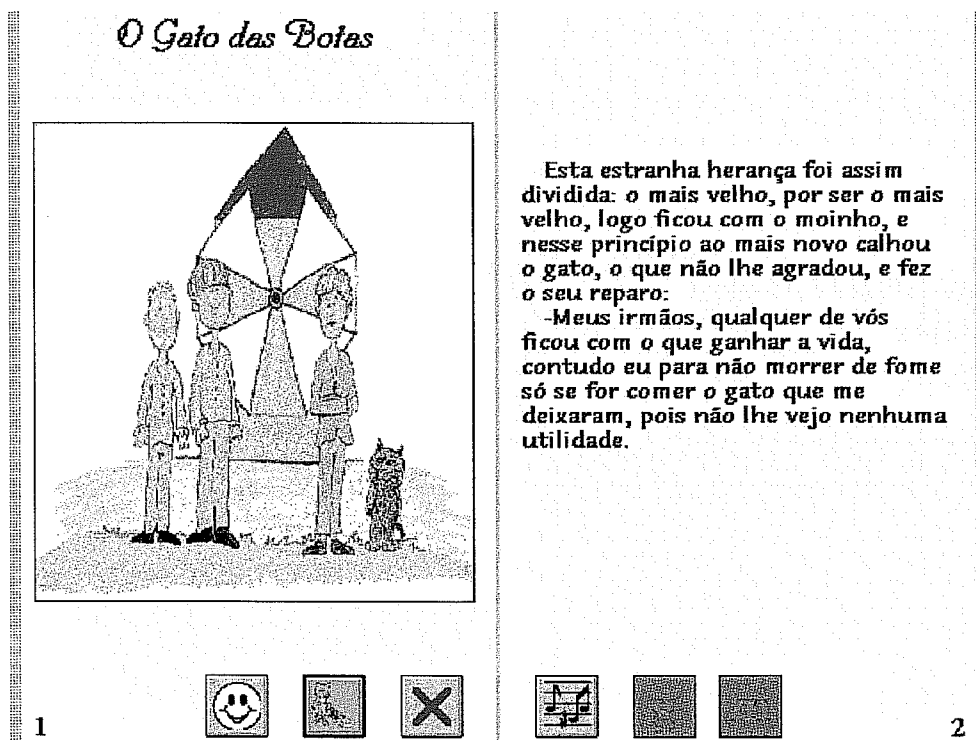 O Gato das Botas
Esta estranha herança foi assim
dividida: o mais velho, por ser o mais
velho, logo ficou com o moinho, e
nesse princípio ao mais novo calhou
o gato, o que não lhe agradou, e fez
o seu reparo:
-Meus irmãos, qualquer de vós
ficou com o que ganhar a vida,
contudo eu para não morrer de fome
só se for comer o gato que me
deixaram, pois não lhe vejo nenhuma
utilidade.
1
2